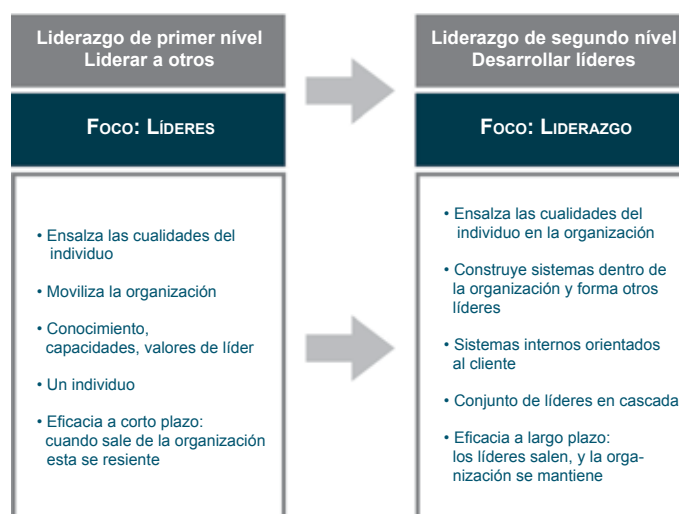 Liderazgo de primer nível
Liderar a otros
FOCO: LÍDERES
• Ensalza las cualidades del
individuo
• Moviliza la organización
• Conocimiento,
capacidades, valores de líder
• Un individuo
• Eficacia a corto plazo:
cuando sale de la organización
esta se resiente
Liderazgo de segundo nível
Desarrollar líderes
FOCO: LIDERAZGO
• Ensalza las cualidades del
individuo en la organización
• Construye sistemas dentro de
la organización y forma otros
líderes
• Sistemas internos orientados
al cliente
• Conjunto de líderes en cascada
• Eficacia a largo plazo:
los líderes salen, y la orga-
nización se mantiene